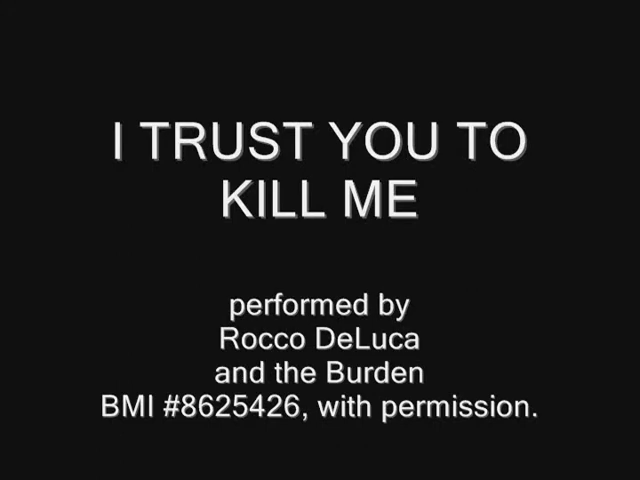 I TRUST YOU TO
KILL ME
performed by
Rocco DeLuca
and the Burden
BMI #8625426, with permission.